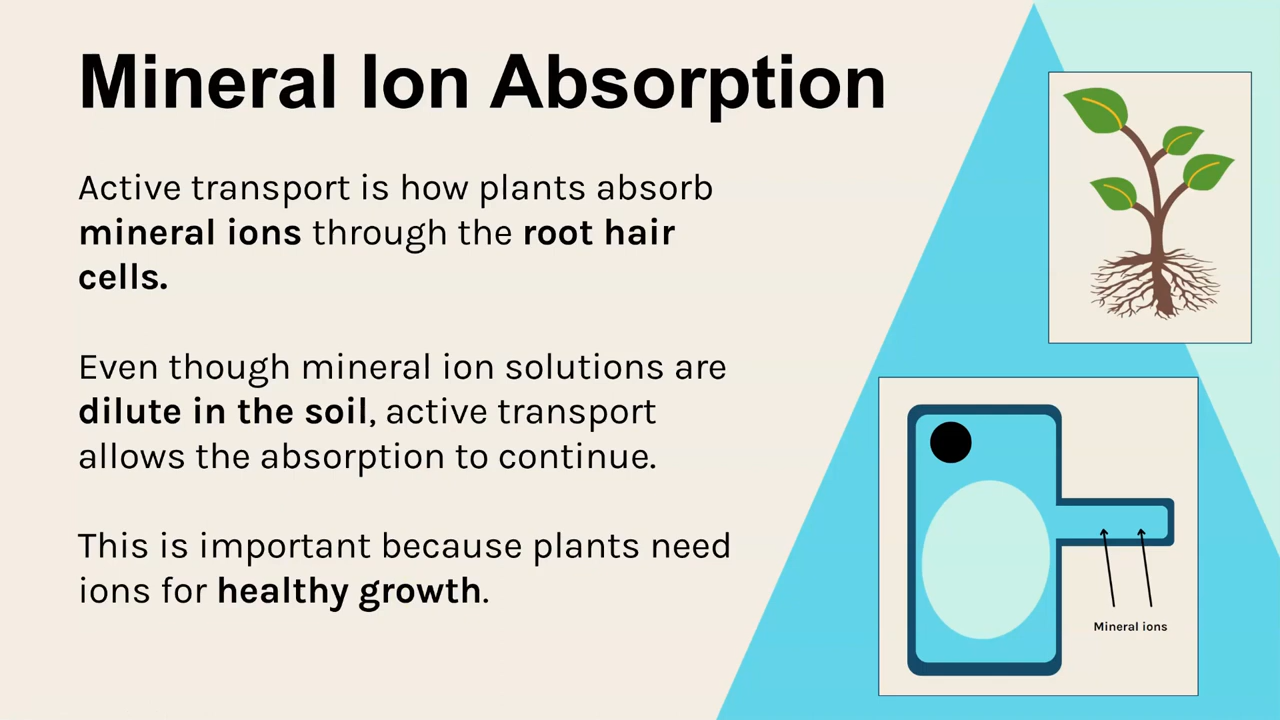 Mineral Ion Absorption
Active transport is how plants absorb
mineral ions through the root hair
cells.
Even though mineral ion solutions are
dilute in the soil, active transport
allows the absorption to continue.
This is important because plants need
ions for healthy growth.
Mineral ions